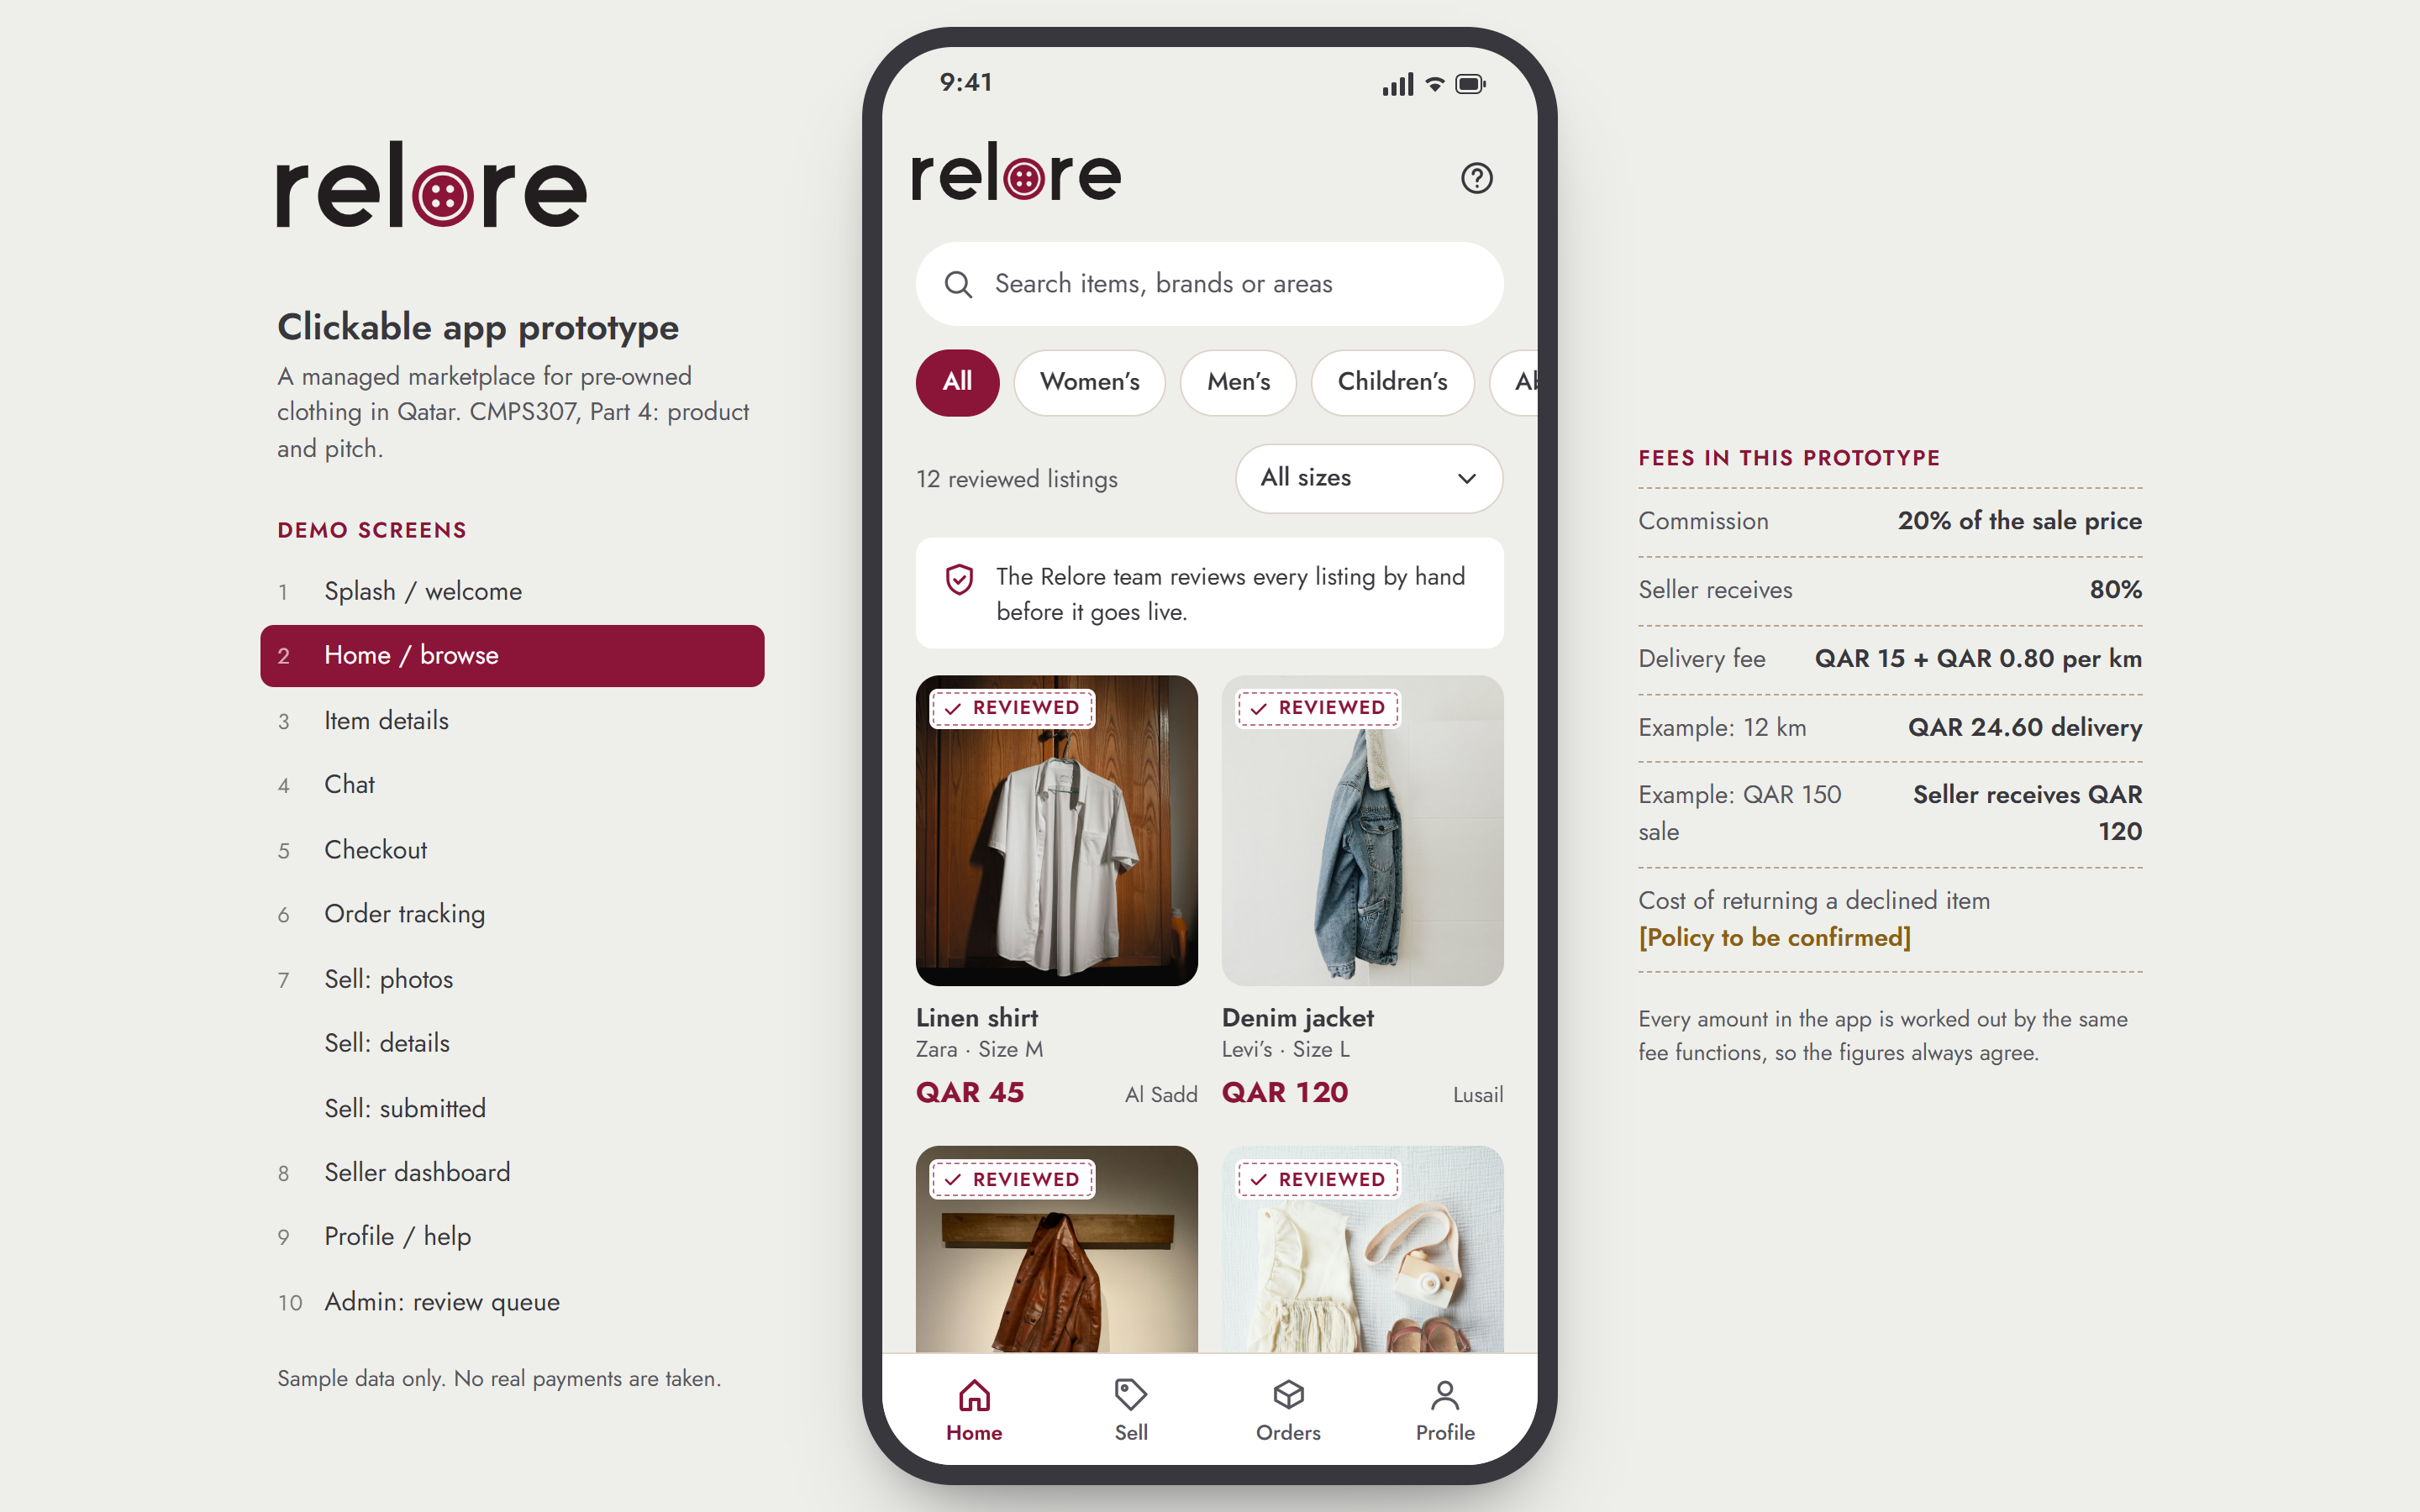 relore
Clickable app prototype
A managed marketplace for pre-owned
clothing in Qatar. CMPS307, Part 4: product
and pitch.
DEMO SCREENS
1 Splash / welcome
2 Home / browse
3 Item details
4 Chat
5 Checkout
6 Order tracking
7 Sell: photos
Sell: details
Sell: submitted
8 Seller dashboard
9 Profile / help
10 Admin: review queue
Sample data only. No real payments are taken.
9:41
relore
Search items, brands or areas
All Women’s Men’s Children’s
12 reviewed listings All sizes
The Relore team reviews every listing by hand
before it goes live.
REVIEWED REVIEWED
Linen shirt Denim jacket
Zara · Size M Levi’s · Size L
QAR 45 Al Sadd QAR 120 Lusail
REVIEWED REVIEWED
Home Sell Orders Profile
FEES IN THIS PROTOTYPE
Commission 20% of the sale price
Seller receives 80%
Delivery fee QAR 15 + QAR 0.80 per km
Example: 12 km QAR 24.60 delivery
Example: QAR 150 Seller receives QAR
sale 120
Cost of returning a declined item
[Policy to be confirmed]
Every amount in the app is worked out by the same
fee functions, so the figures always agree.